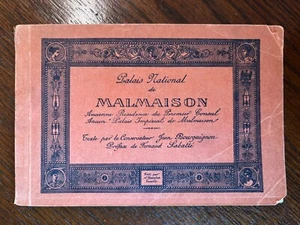 Palais National
de
MALMAISON
Ancienne Résidence du Premier Consul
Ancien Palais Impérial de Malmaison
Texte par le Conservateur Jean Bourguignon
Préface de Fernand Sabatté